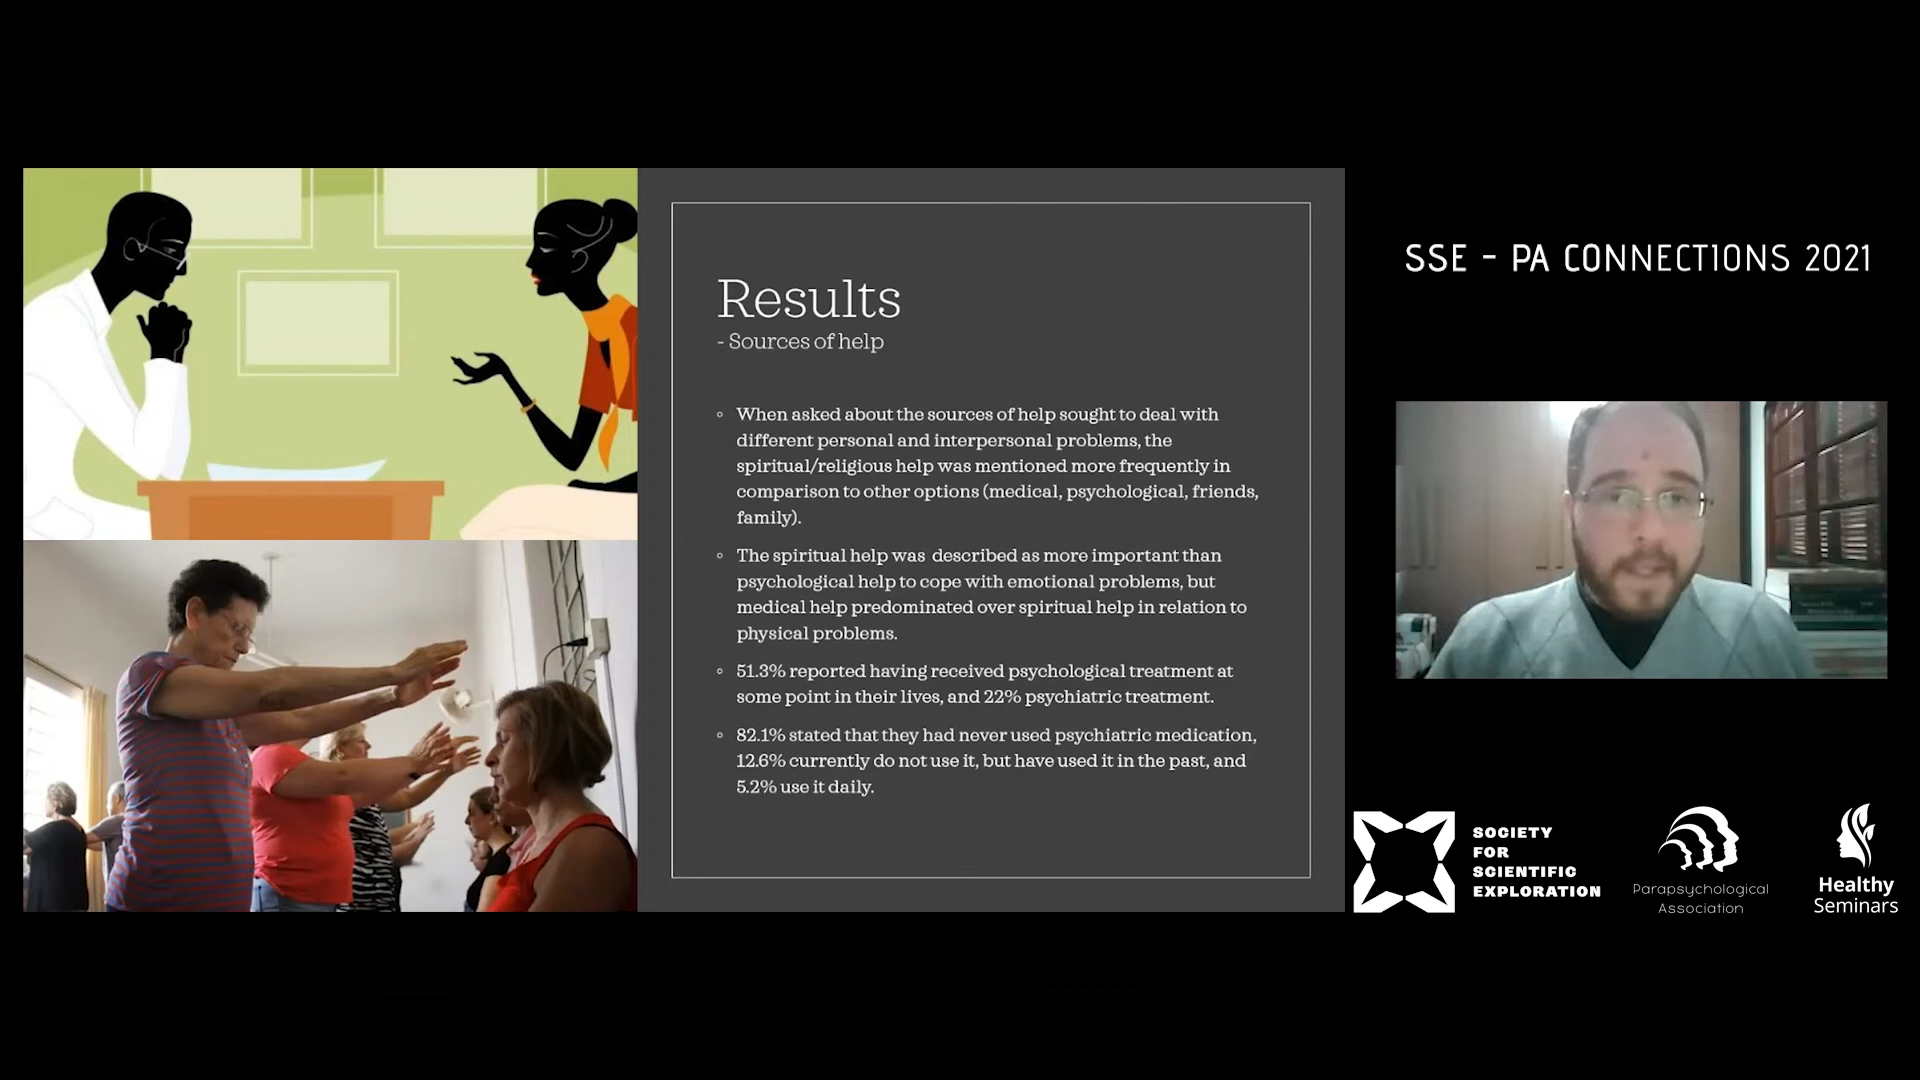 Results
- Sources of help
◦ When asked about the sources of help sought to deal with
different personal and interpersonal problems, the
spiritual/religious help was mentioned more frequently in
comparison to other options (medical, psychological, friends,
family).
◦ The spiritual help was  described as more important than
psychological help to cope with emotional problems, but
medical help predominated over spiritual help in relation to
physical problems.
◦ 51.3% reported having received psychological treatment at
some point in their lives, and 22% psychiatric treatment.
◦ 82.1% stated that they had never used psychiatric medication,
12.6% currently do not use it, but have used it in the past, and
5.2% use it daily.
SSE - PA CONNECTIONS 2021
SOCIETY
FOR
SCIENTIFIC
EXPLORATION
Parapsychological
Association
Healthy
Seminars